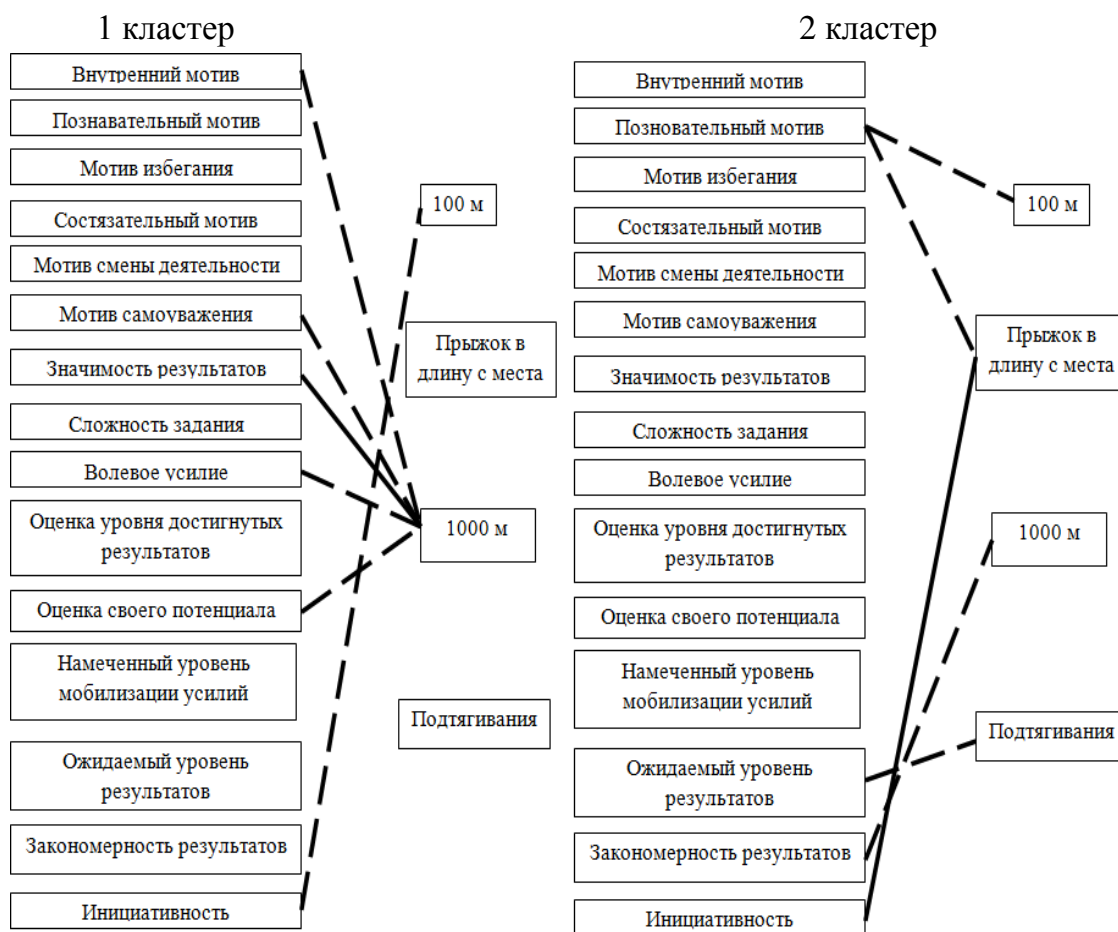 1 кластер
Внутренний мотив
Познавательный мотив
Мотив избегания
Состязательный мотив
Мотив смены деятельности
Мотив самоуважения
Значимость результатов
Сложность задания
Волевое усилие
Оценка уровня достигнутых
результатов
Оценка своего потенциала
Намеченный уровень
мобилизации усилий
Ожидаемый уровень
результатов
Закономерность результатов
Инициативность
100 м
Прыжок в
длину с места
1000 м
Подтягивания
2 кластер
Внутренний мотив
Позновательный мотив
Мотив избегания
Состязательный мотив
Мотив смены деятельности
Мотив самоуважения
Значимость результатов
Сложность задания
Волевое усилие
Оценка уровня достигнутых
результатов
Оценка своего потенциала
Намеченный уровень
мобилизации усилий
Ожидаемый уровень
результатов
Закономерность результатов
Инициативность
100 м
Прыжок в
длину с места
1000 м
Подтягивания